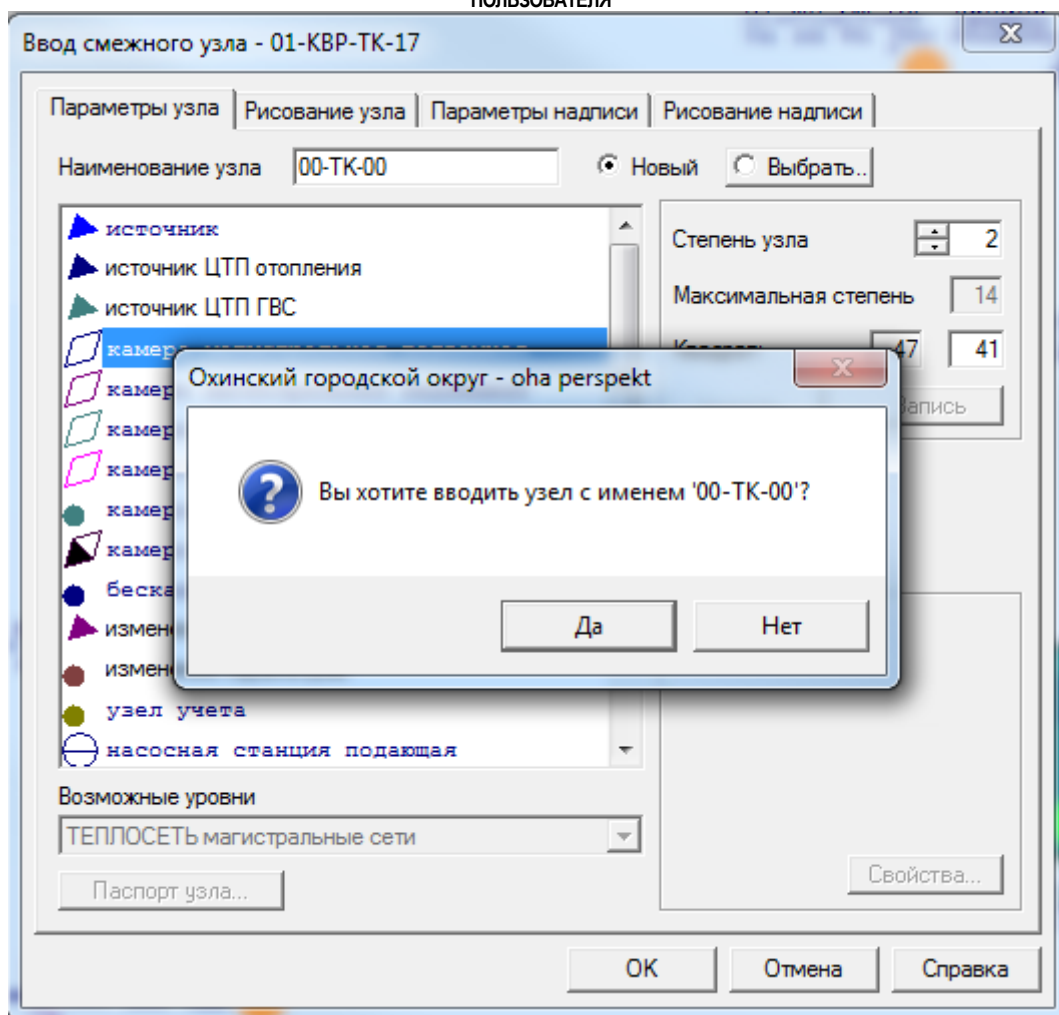 ПОЛЬЗОВАТЕЛЯ
Ввод смежного узла - 01-КВР-ТК-17
Параметры узла Рисование узла Параметры надписи Рисование надписи
Наименование узла 00-ТК-00 Новый Выбрать..
источник
источник ЦТП отопления
источник ЦТП ГВС
Степень узла 2
Максимальная степень 14
47 41
Запись
Охинский городской округ - oha perspekt
Вы хотите вводить узел с именем '00-ТК-00'?
Да Нет
узел учета
насосная станция подающая
Возможные уровни
ТЕПЛОСЕТЬ магистральные сети
Паспорт узла...
Свойства...
ОК Отмена Справка